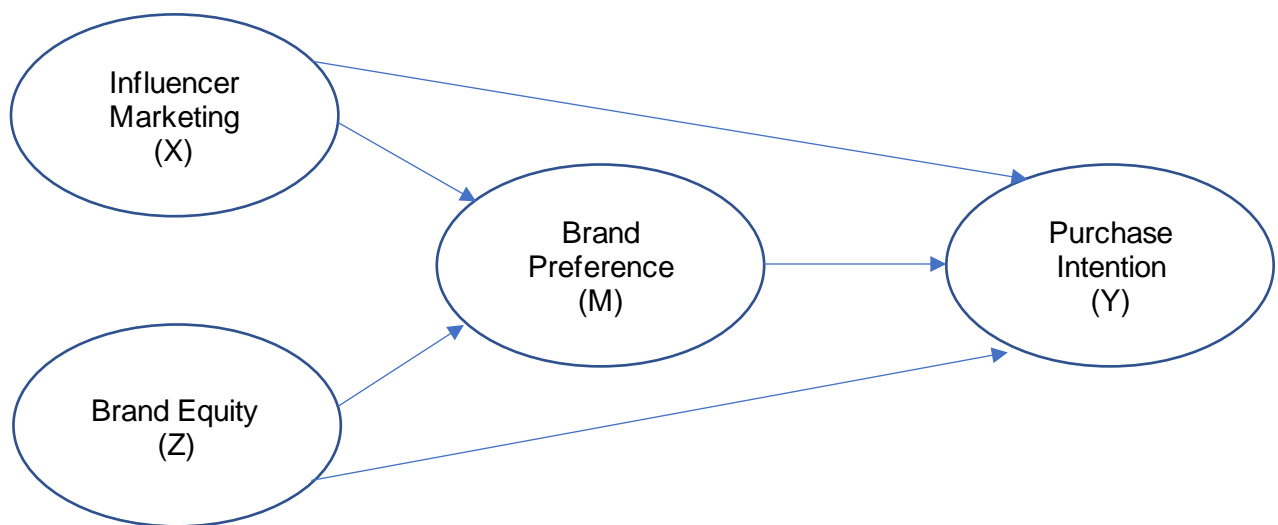 Influencer
Marketing
(X)
Brand
Preference
(M)
Purchase
Intention
(Y)
Brand Equity
(Z)